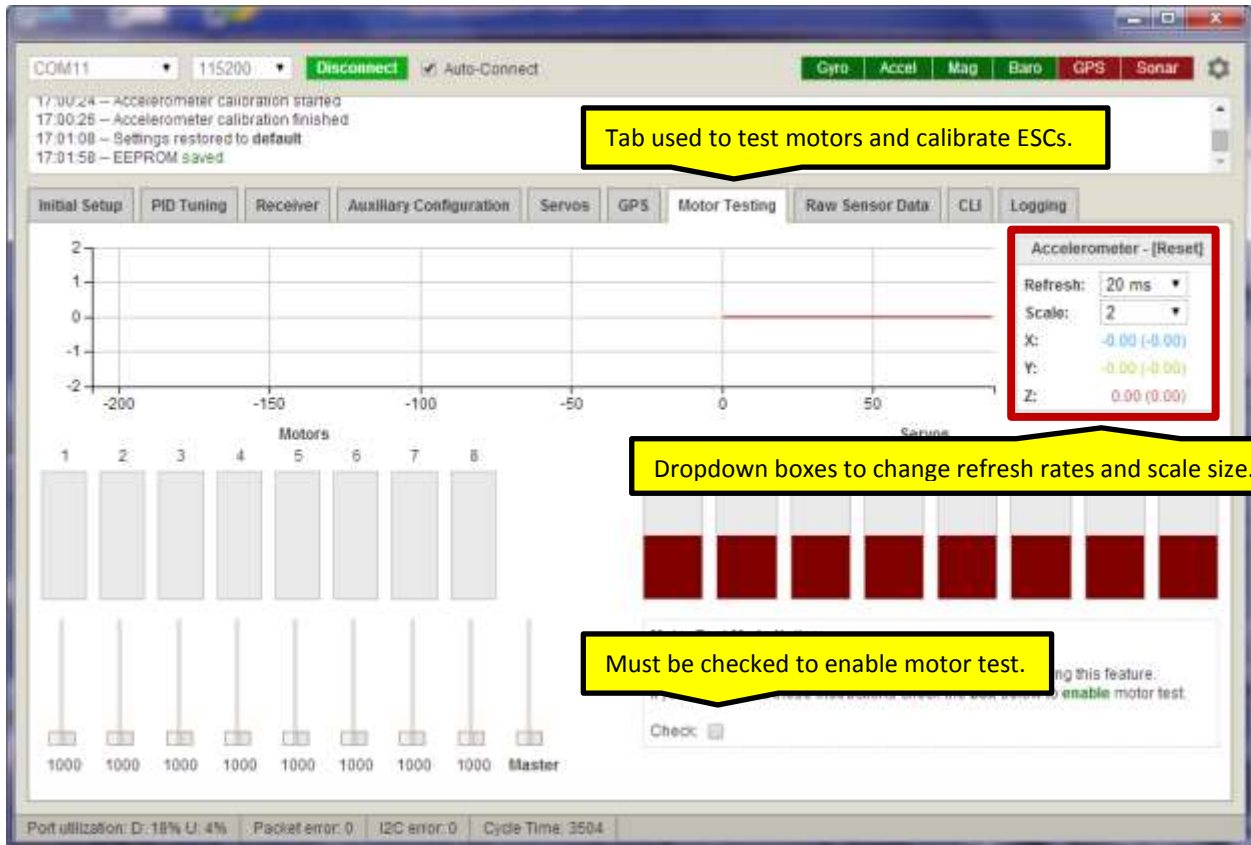 COM11 115200 Disconnect Auto-Connect Gyro Accel Mag Baro GPS Sonar
17:00:24 -- Accelerometer calibration started
17:00:26 -- Accelerometer calibration finished
17:01:08 -- Settings restored to default
17:01:58 -- EEPROM saved
Tab used to test motors and calibrate ESCs.
Initial Setup PID Tuning Receiver Auxiliary Configuration Servos GPS Motor Testing Raw Sensor Data CLI Logging
2
1
0
-1
-2
-200 -150 -100 -50 0 50
Accelerometer - [Reset]
Refresh: 20 ms
Scale: 2
X: -0.00 (-0.00)
Y: -0.00 (-0.00)
Z: 0.00 (0.00)
Motors
1 2 3 4 5 6 7 8
Servos
Dropdown boxes to change refresh rates and scale size.
Must be checked to enable motor test.
this feature.
enable motor test.
Check:
1000 1000 1000 1000 1000 1000 1000 1000 Master
Port utilization: D: 18% U: 4% Packet error: 0 I2C error: 0 Cycle Time: 3504